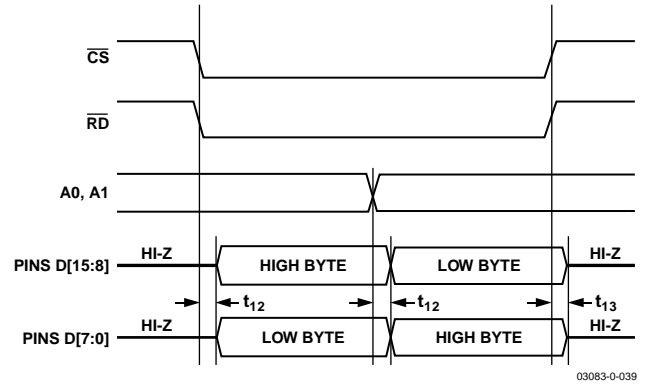 CS
RD
A0, A1
HI-Z HI-Z
PINS D[15:8] HIGH BYTE LOW BYTE
t12 t12 t13
HI-Z HI-Z
PINS D[7:0] LOW BYTE HIGH BYTE
03083-0-039